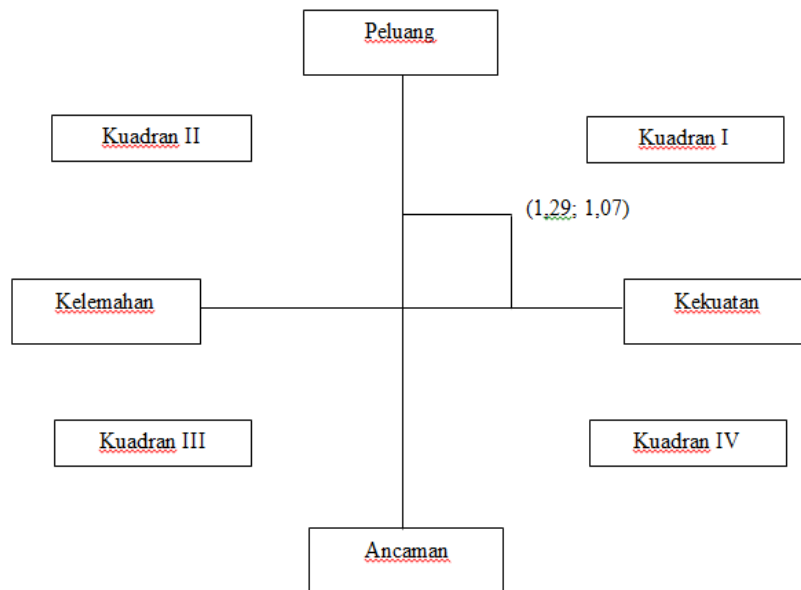 Peluang
Kuadran II
Kuadran I
(1,29; 1,07)
Kelemahan
Kekuatan
Kuadran III
Kuadran IV
Ancaman